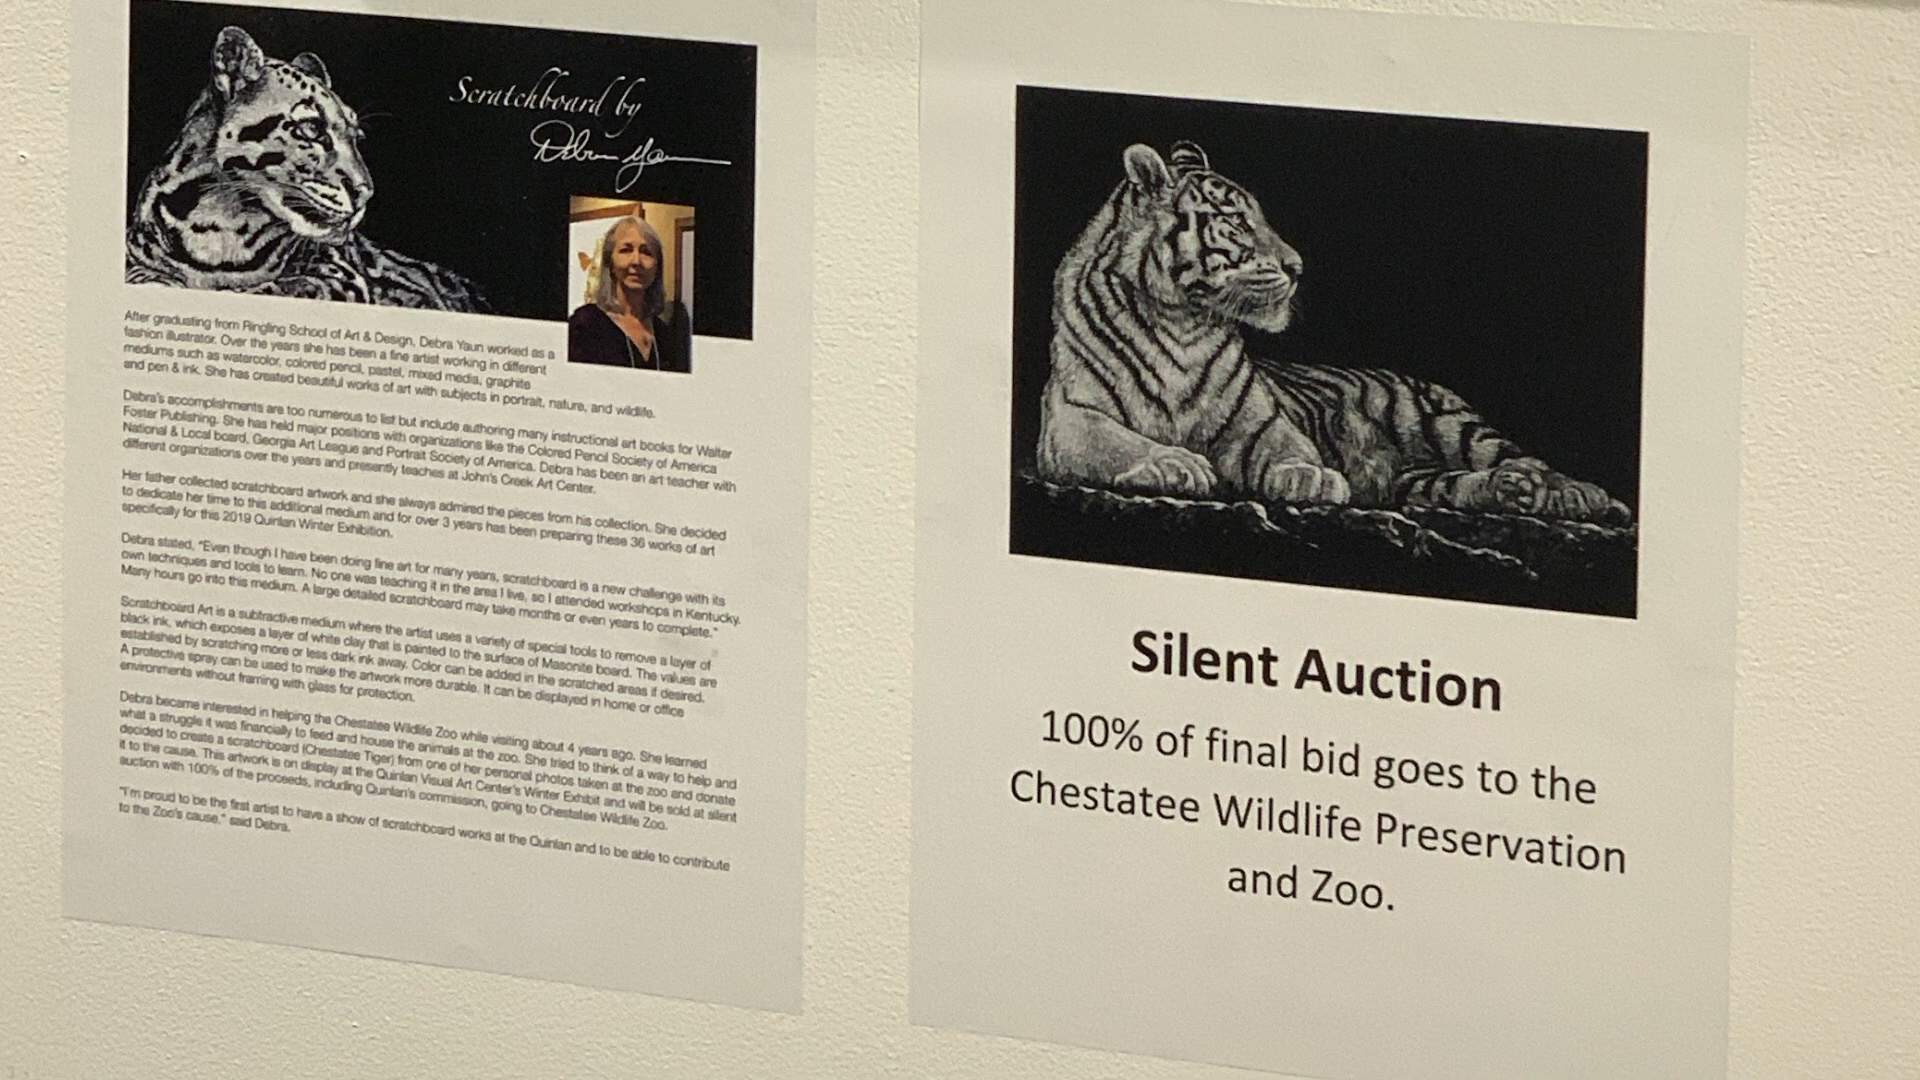 Scratchboard by
Debra Yaun
After graduating from Ringling School of Art & Design, Debra Yaun worked as a
fashion illustrator. Over the years she has been a fine artist working in different
mediums such as watercolor, colored pencil, pastel, mixed media, graphite
and pen & ink. She has created beautiful works of art with subjects in portrait, nature, and wildlife.
Debra's accomplishments are too numerous to list but include authoring many instructional art books for Walter
Foster Publishing. She has held major positions with organizations like the Colored Pencil Society of America
National & Local board, Georgia Art League and Portrait Society of America. Debra has been an art teacher with
different organizations over the years and presently teaches at John's Creek Art Center.
Her father collected scratchboard artwork and she always admired the pieces from his collection. She decided
to dedicate her time to this additional medium and for over 3 years has been preparing these 36 works of art
specifically for this 2019 Quinlan Winter Exhibition.
Debra stated, "Even though I have been doing fine art for many years, scratchboard is a new challenge with its
own techniques and tools to learn. No one was teaching it in the area I live, so I attended workshops in Kentucky.
Many hours go into this medium. A large detailed scratchboard may take months or even years to complete."
Scratchboard Art is a subtractive medium where the artist uses a variety of special tools to remove a layer of
black ink, which exposes a layer of white clay that is painted to the surface of Masonite board. The values are
established by scratching more or less dark ink away. Color can be added in the scratched areas if desired.
A protective spray can be used to make the artwork more durable. It can be displayed in home or office
environments without framing with glass for protection.
Debra became interested in helping the Chestatee Wildlife Zoo while visiting about 4 years ago. She learned
what a struggle it was financially to feed and house the animals at the zoo. She tried to think of a way to help and
decided to create a scratchboard (Chestatee Tiger) from one of her personal photos taken at the zoo and donate
it to the cause. This artwork is on display at the Quinlan Visual Art Center's Winter Exhibit and will be sold at silent
auction with 100% of the proceeds, including Quinlan's commission, going to Chestatee Wildlife Zoo.
"I'm proud to be the first artist to have a show of scratchboard works at the Quinlan and to be able to contribute
to the Zoo's cause," said Debra.
Silent Auction
100% of final bid goes to the
Chestatee Wildlife Preservation
and Zoo.